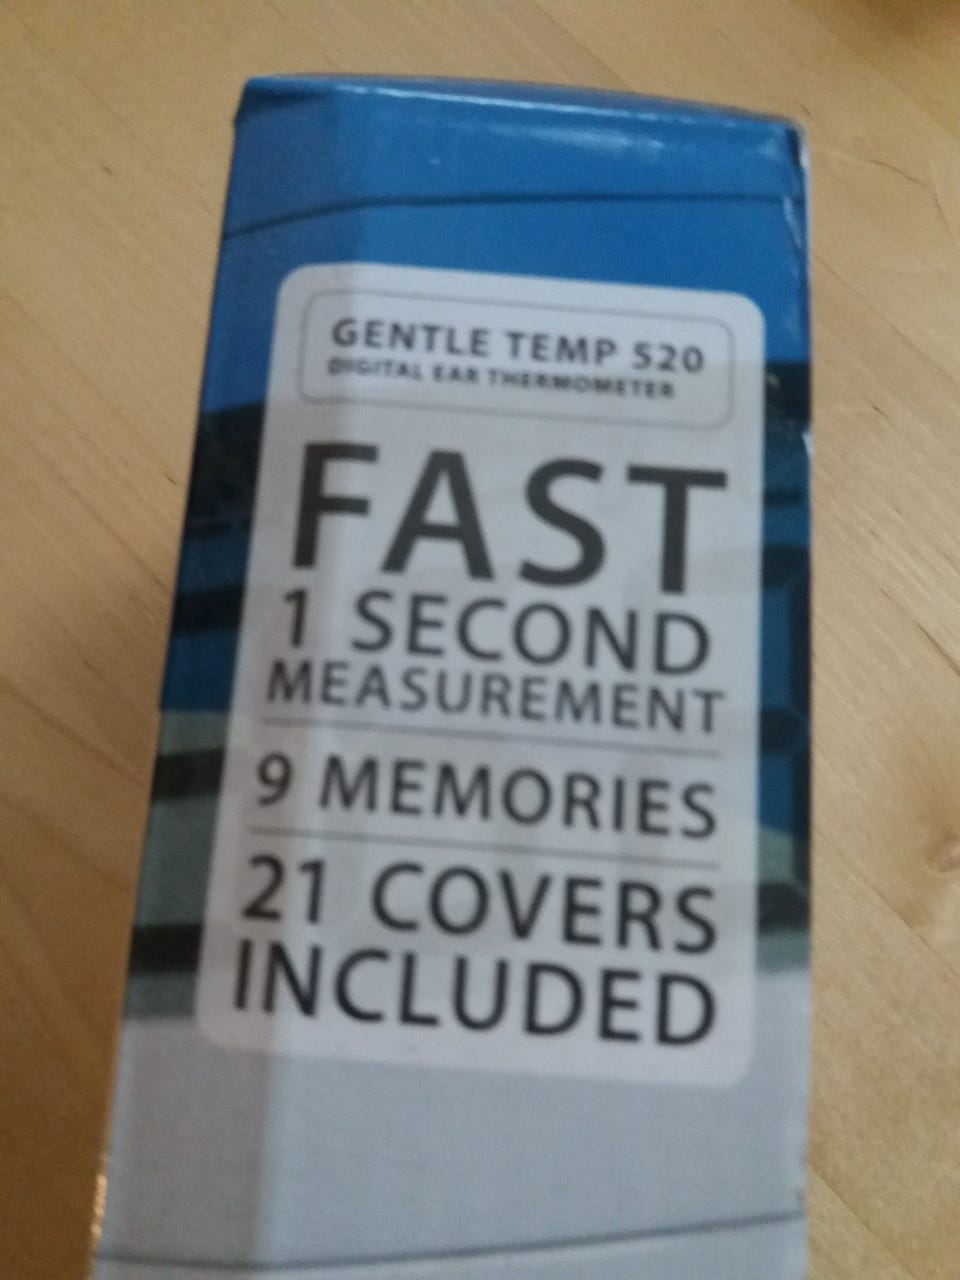 GENTLE TEMP 520
DIGITAL EAR THERMOMETER
FAST
1 SECOND
MEASUREMENT
9 MEMORIES
21 COVERS
INCLUDED